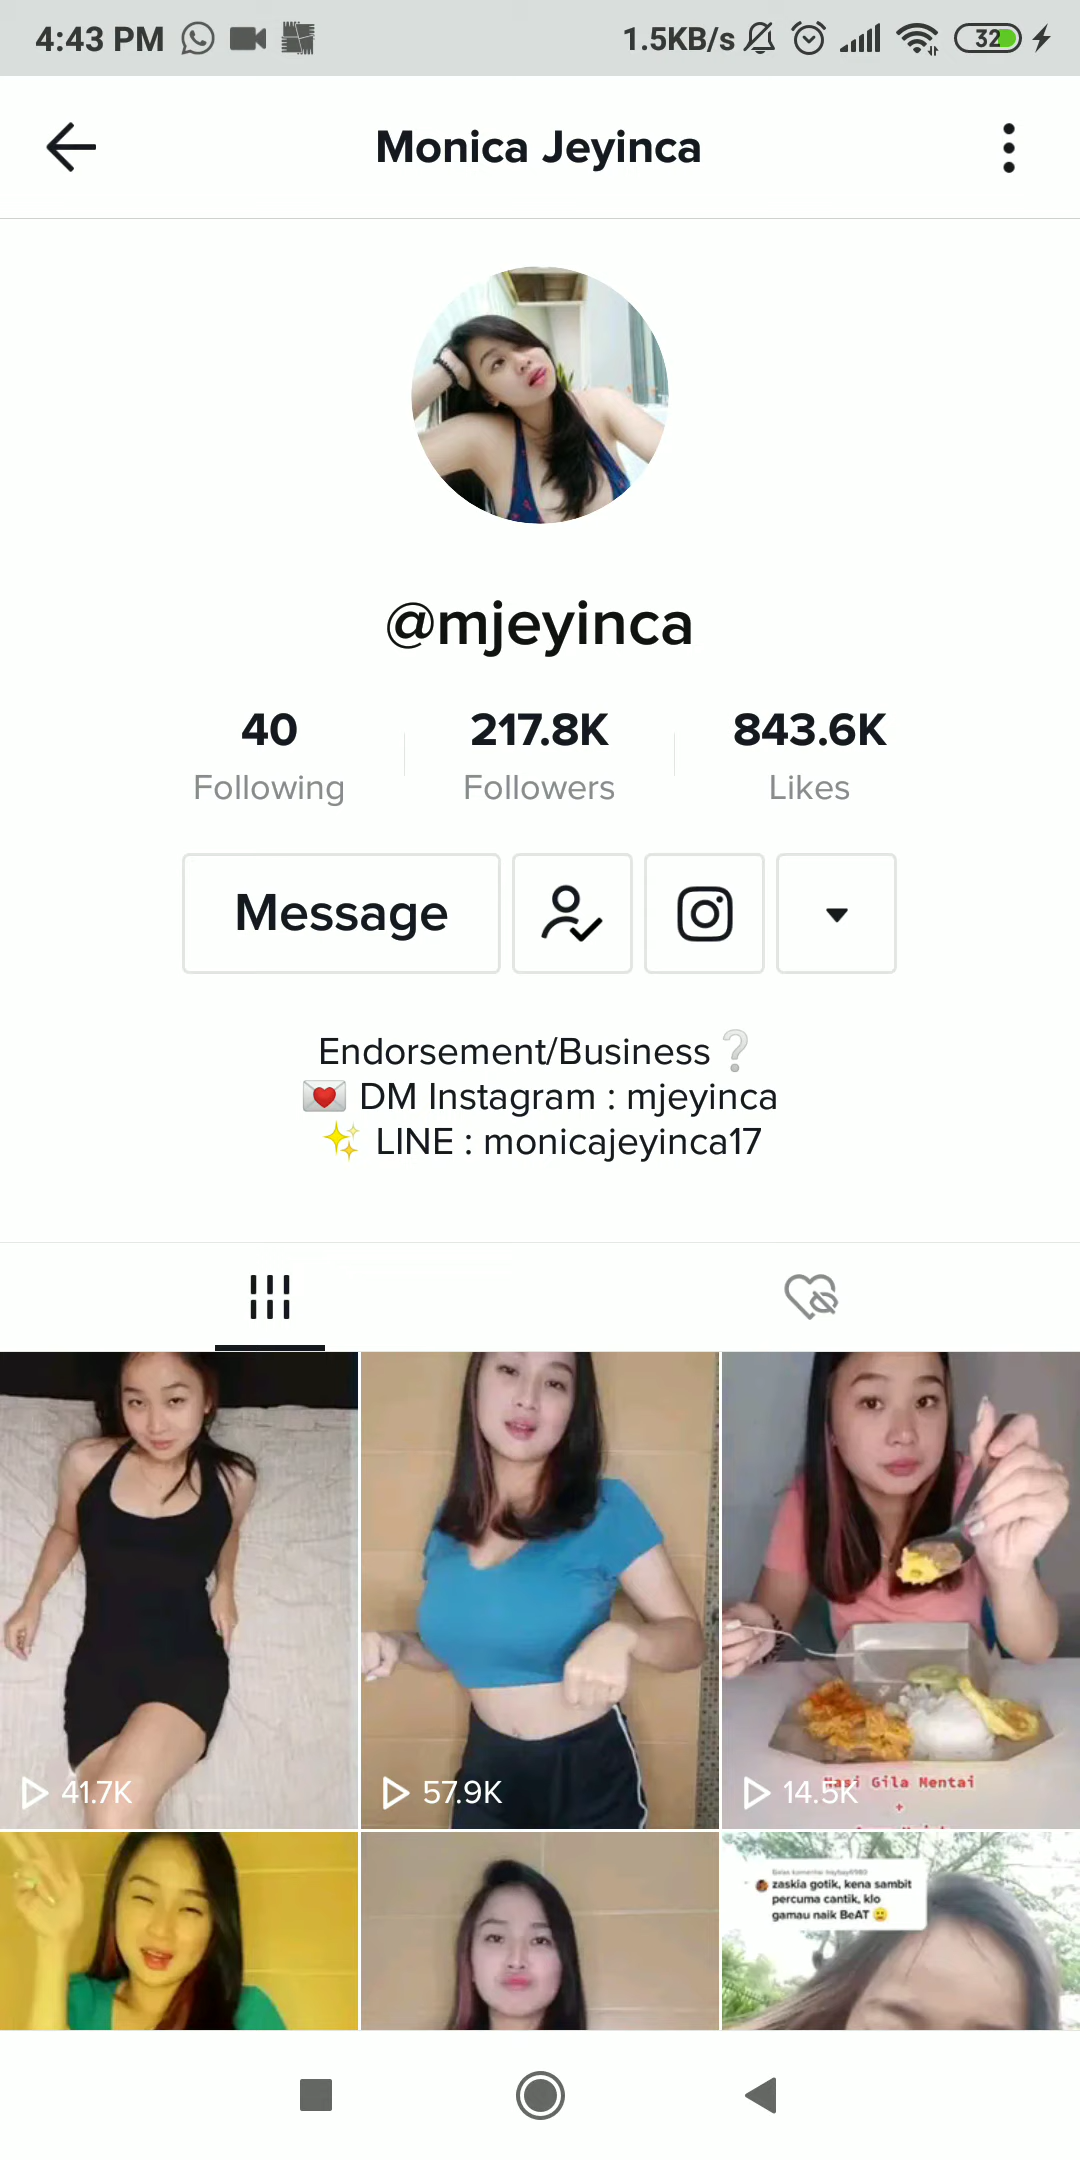 4:43 PM 1.5KB/s 32
Monica Jeyinca
@mjeyinca
40 217.8K 843.6K
Following Followers Likes
Message
Endorsement/Business❔
💌 DM Instagram : mjeyinca
✨ LINE : monicajeyinca17
41.7K 57.9K 14.5K
Nasi Gila Mentai
+
zaskia gotik, kena sambit
percuma cantik, klo
gamau naik BeAT